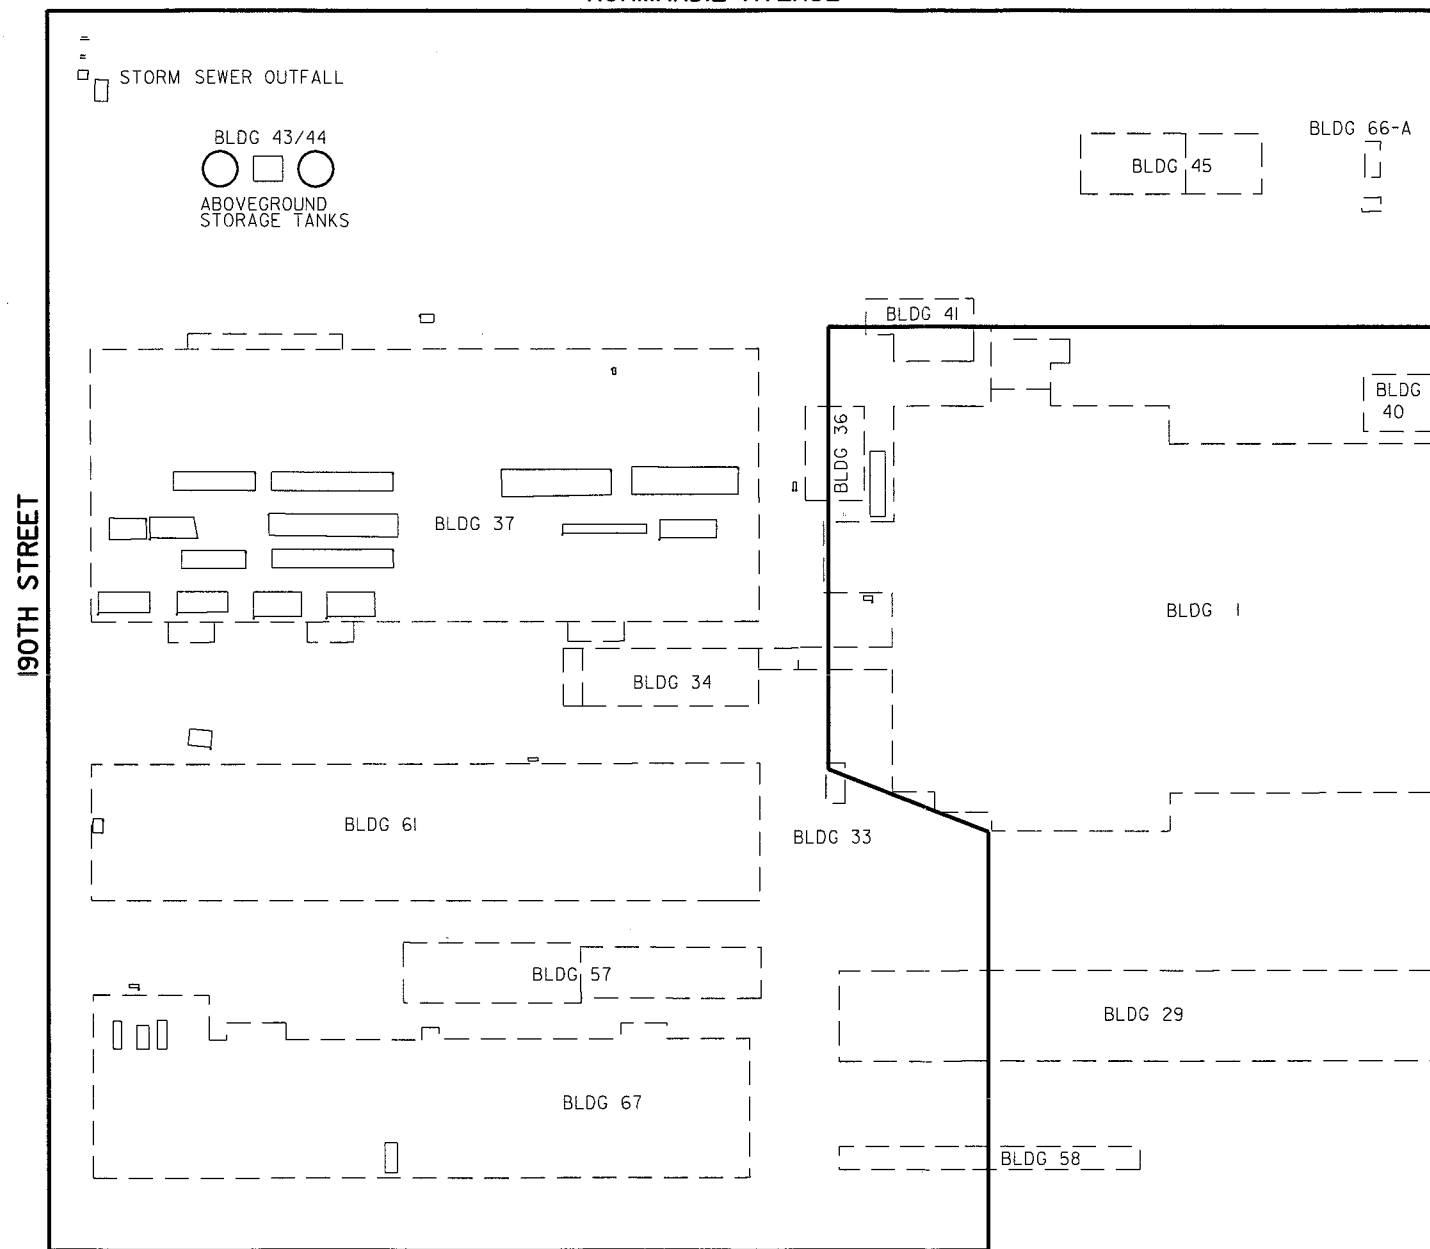 STORM SEWER OUTFALL
BLDG 43/44
ABOVEGROUND
STORAGE TANKS
BLDG 45
BLDG 66-A
BLDG 41
BLDG
40
BLDG 36
BLDG 37
190TH STREET
BLDG 1
BLDG 34
BLDG 61
BLDG 33
BLDG 57
BLDG 29
BLDG 67
BLDG 58